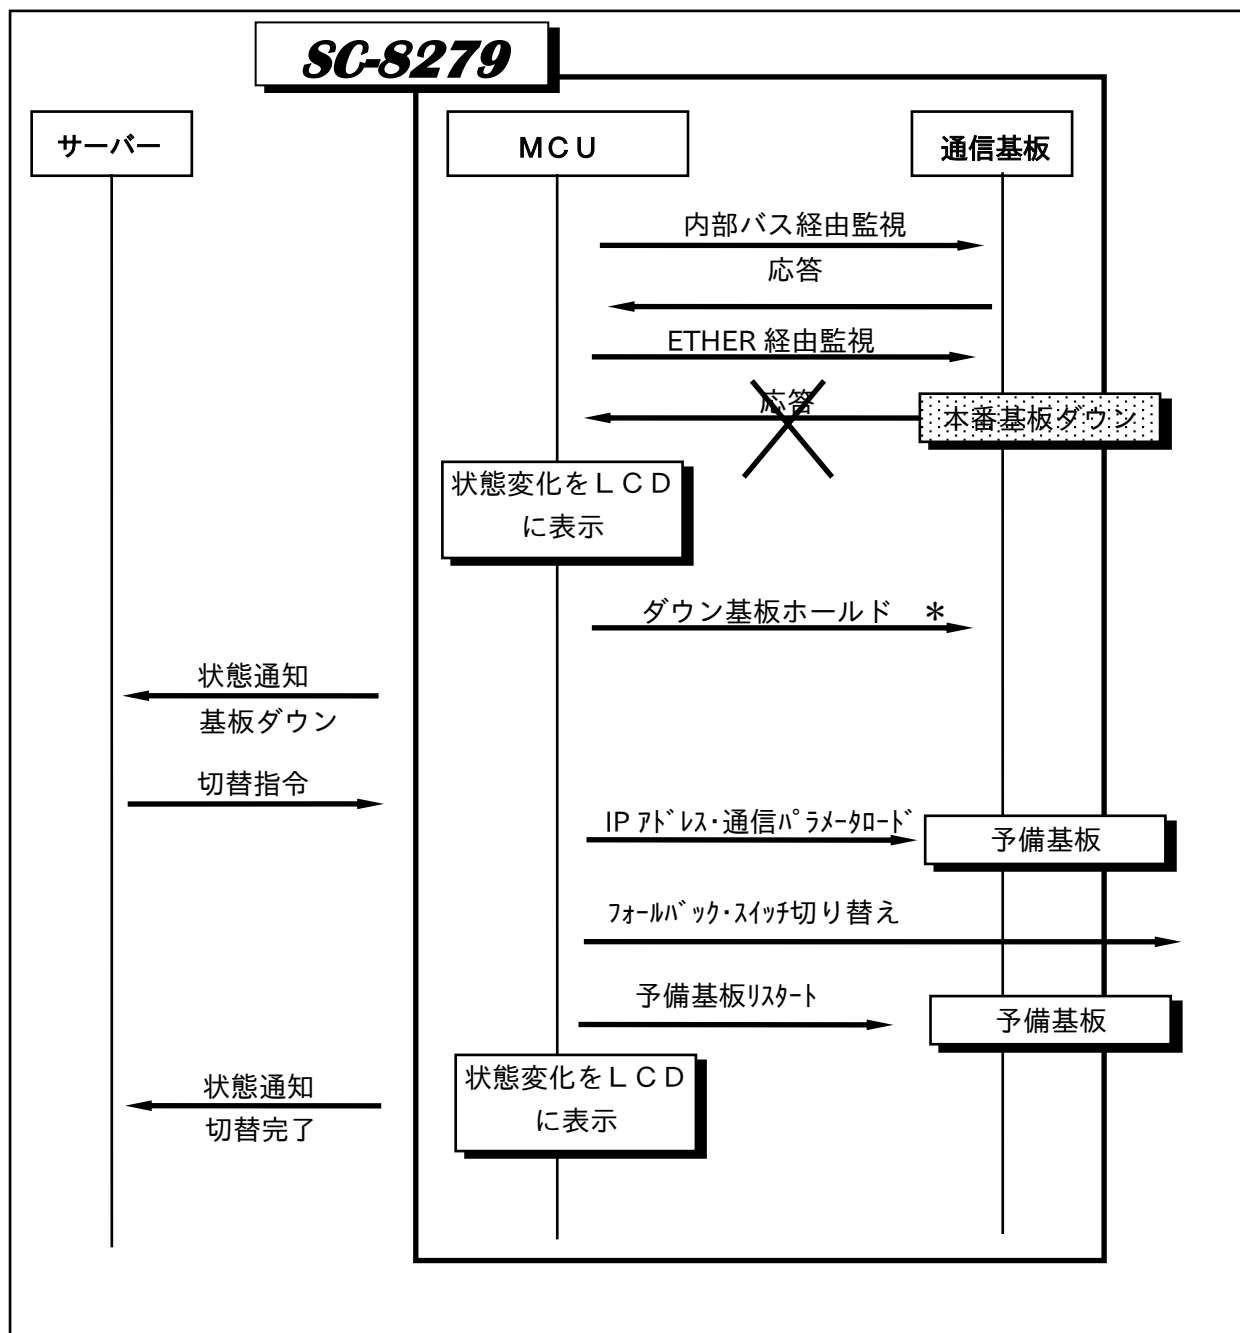 SC-8279
サーバー
ＭＣＵ
通信基板
内部バス経由監視
応答
ETHER 経由監視
応答
本番基板ダウン
状態変化をＬＣＤ
に表示
ダウン基板ホールド ＊
状態通知
基板ダウン
切替指令
IP ｱﾄﾞﾚｽ･通信ﾊﾟﾗﾒｰﾀﾛｰﾄﾞ
予備基板
ﾌｫｰﾙﾊﾞｯｸ･ｽｲｯﾁ切り替え
予備基板ﾘｽﾀｰﾄ
予備基板
状態変化をＬＣＤ
に表示
状態通知
切替完了